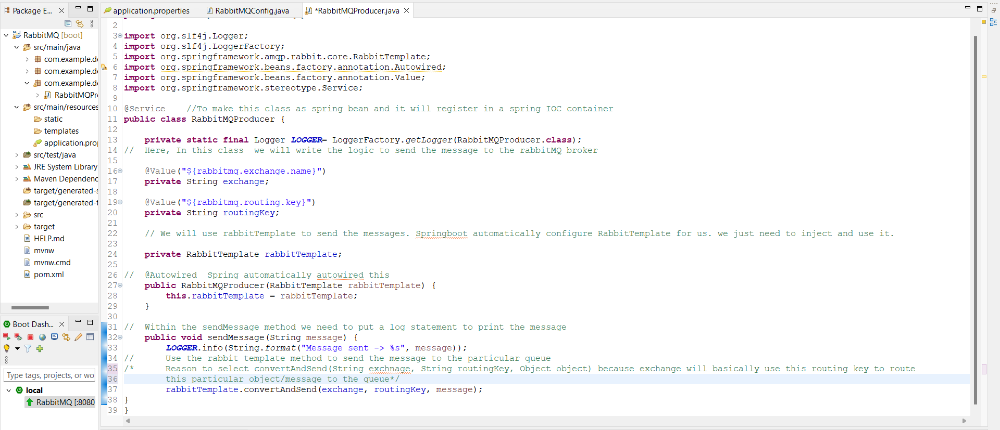 Package E...
RabbitMQ [boot]
src/main/java
com.example.de
com.example.de
com.example.de
RabbitMQPr
src/main/resources
static
templates
application.prop
src/test/java
JRE System Library
Maven Dependenc
target/generated-s
target/generated-t
src
target
HELP.md
mvnw
mvnw.cmd
pom.xml
Boot Dash...
Type tags, projects, or wo
local
RabbitMQ [:8080
application.properties
RabbitMQConfig.java
*RabbitMQProducer.java
2
3 import org.slf4j.Logger;
4 import org.slf4j.LoggerFactory;
5 import org.springframework.amqp.rabbit.core.RabbitTemplate;
6 import org.springframework.beans.factory.annotation.Autowired;
7 import org.springframework.beans.factory.annotation.Value;
8 import org.springframework.stereotype.Service;
9
10 @Service    //To make this class as spring bean and it will register in a spring IOC container
11 public class RabbitMQProducer {
12
13     private static final Logger LOGGER= LoggerFactory.getLogger(RabbitMQProducer.class);
14 //  Here, In this class  we will write the logic to send the message to the rabbitMQ broker
15
16     @Value("${rabbitmq.exchange.name}")
17     private String exchange;
18
19     @Value("${rabbitmq.routing.key}")
20     private String routingKey;
21
22     // We will use rabbitTemplate to send the messages. Springboot automatically configure RabbitTemplate for us. we just need to inject and use it.
23
24     private RabbitTemplate rabbitTemplate;
25
26 //  @Autowired  Spring automatically autowired this
27     public RabbitMQProducer(RabbitTemplate rabbitTemplate) {
28         this.rabbitTemplate = rabbitTemplate;
29     }
30
31 //  Within the sendMessage method we need to put a log statement to print the message
32     public void sendMessage(String message) {
33         LOGGER.info(String.format("Message sent -> %s", message));
34 //      Use the rabbit template method to send the message to the particular queue
35 /*      Reason to select convertAndSend(String exchnage, String routingKey, Object object) because exchange will basically use this routing key to route
36         this particular object/message to the queue*/
37         rabbitTemplate.convertAndSend(exchange, routingKey, message);
38 }
39 }